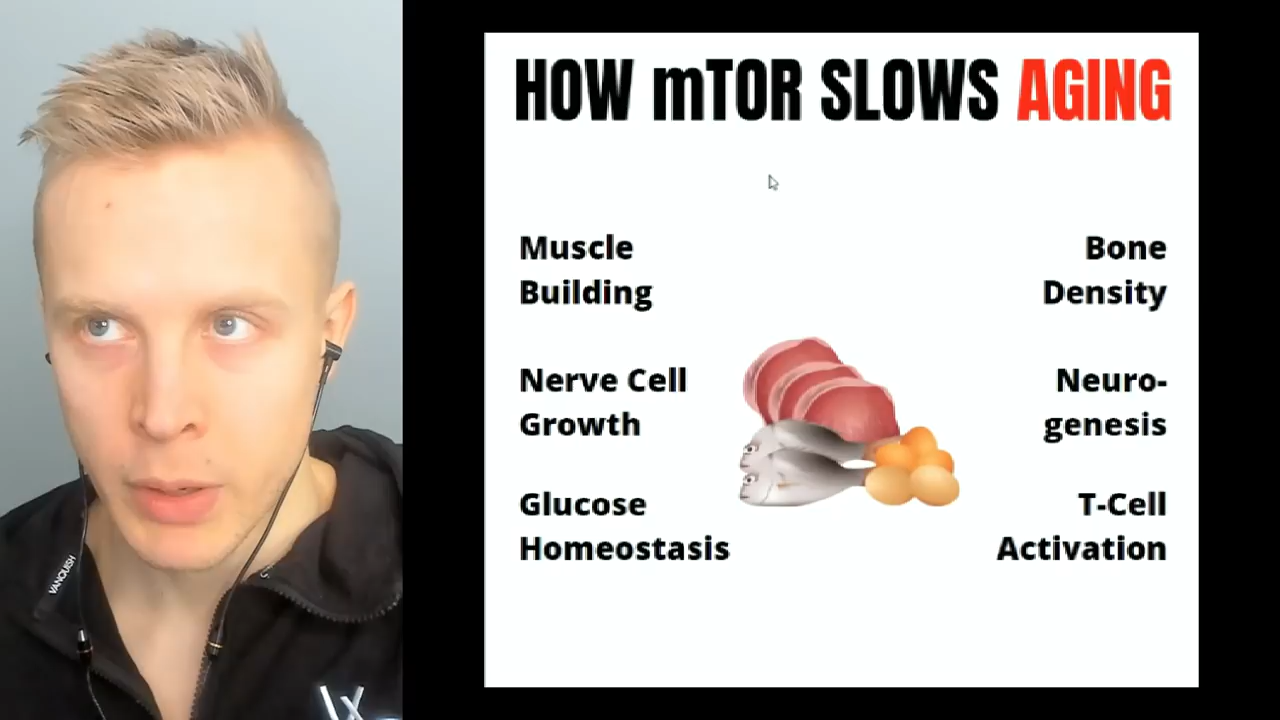 HOW mTOR SLOWS AGING
Muscle
Building
Bone
Density
Nerve Cell
Growth
Neuro-
genesis
Glucose
Homeostasis
T-Cell
Activation
VANQUISH